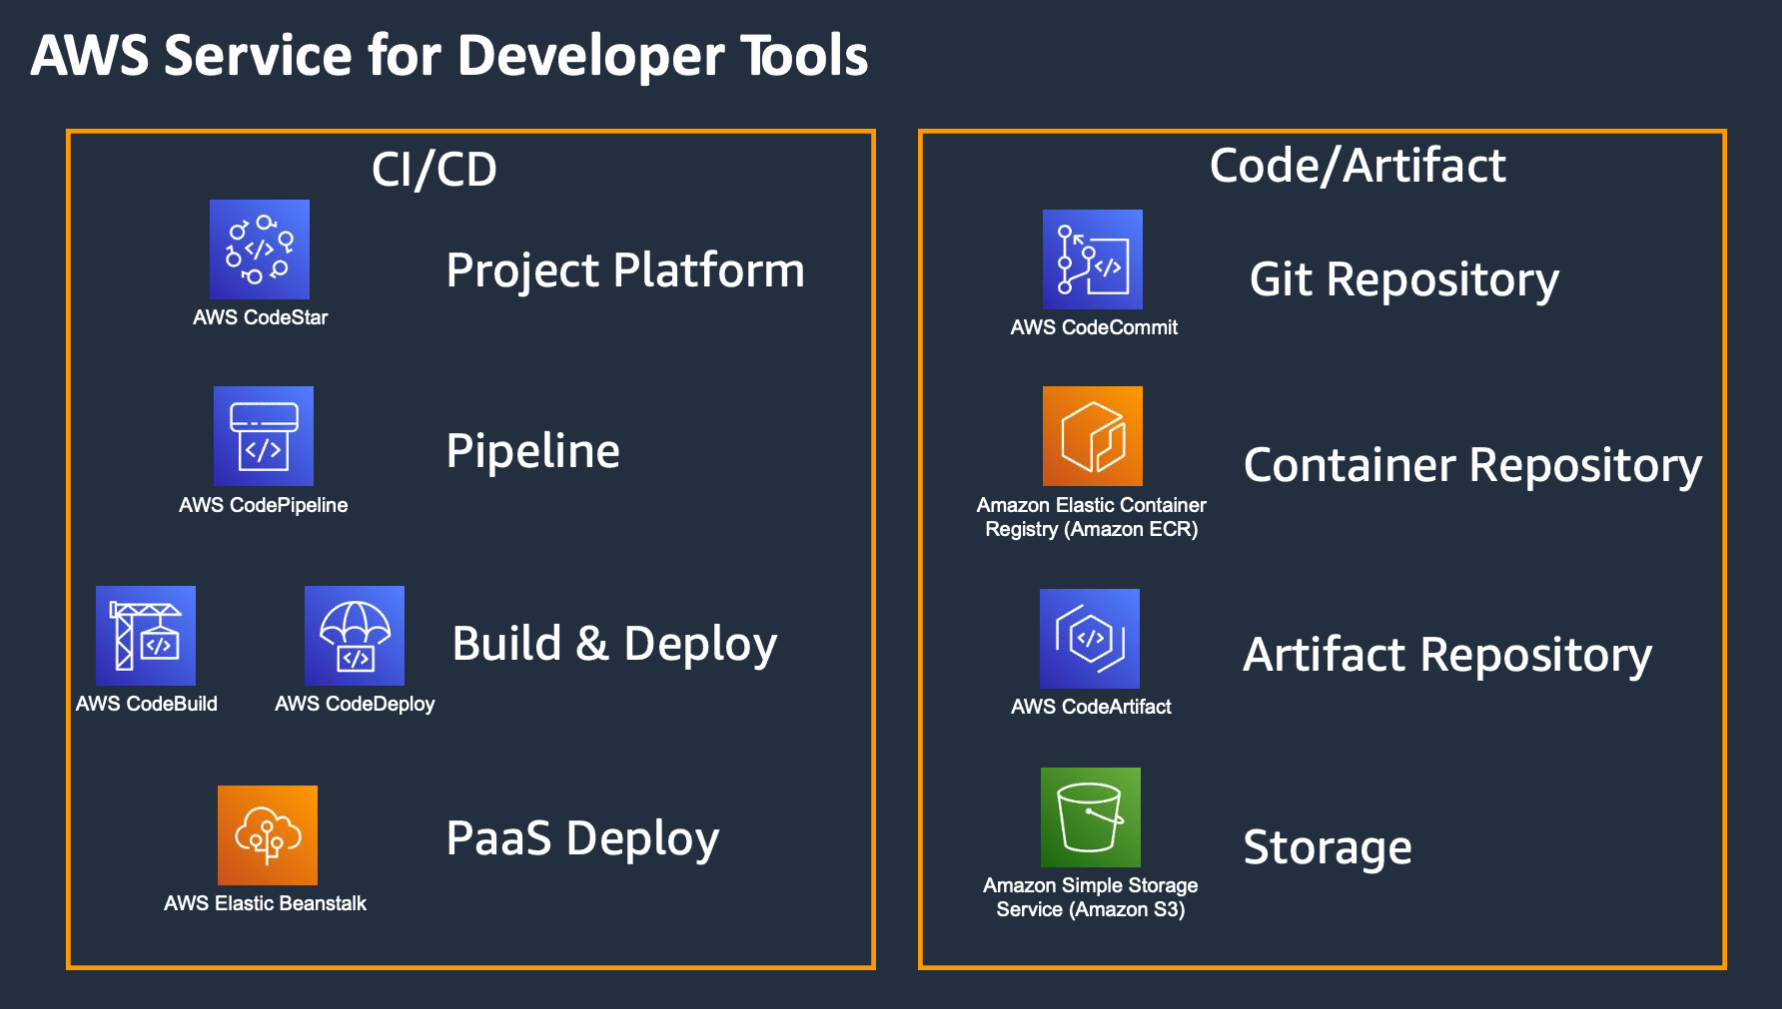 AWS Service for Developer Tools
CI/CD
AWS CodeStar
Project Platform
AWS CodePipeline
Pipeline
AWS CodeBuild
AWS CodeDeploy
Build & Deploy
AWS Elastic Beanstalk
PaaS Deploy
Code/Artifact
AWS CodeCommit
Git Repository
Amazon Elastic Container
Registry (Amazon ECR)
Container Repository
AWS CodeArtifact
Artifact Repository
Amazon Simple Storage
Service (Amazon S3)
Storage